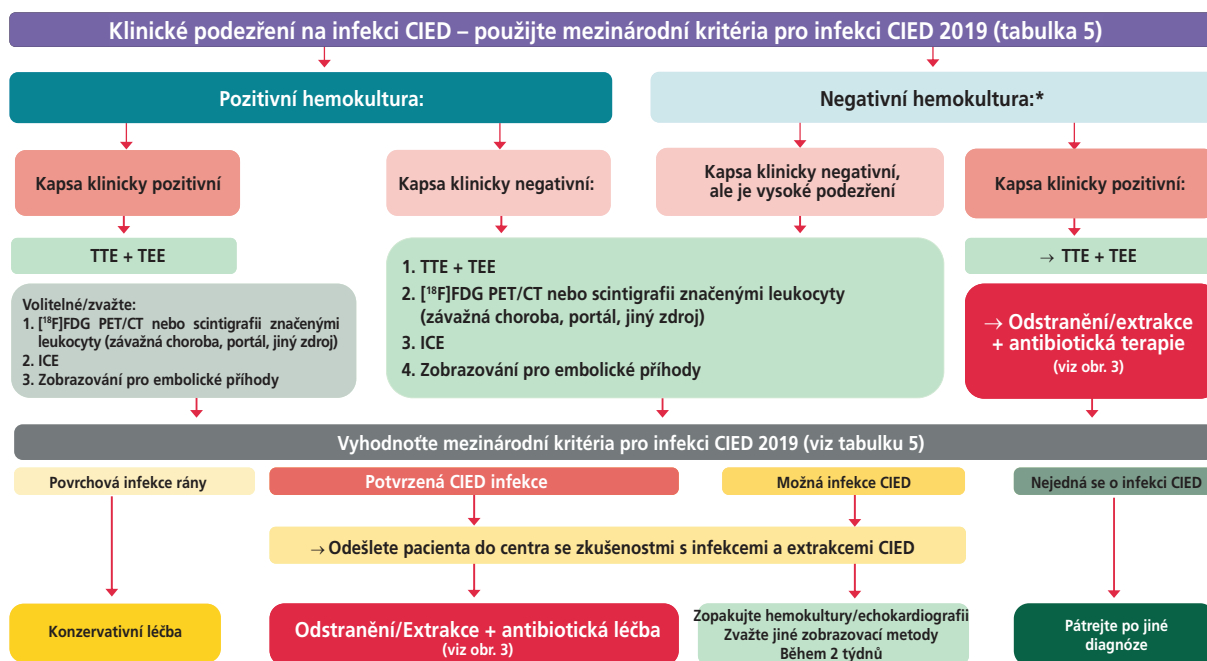 Klinické podezření na infekci CIED – použijte mezinárodní kritéria pro infekci CIED 2019 (tabulka 5)
Pozitivní hemokultura:
Negativní hemokultura:*
Kapsa klinicky pozitivní
Kapsa klinicky negativní:
Kapsa klinicky negativní,
ale je vysoké podezření
Kapsa klinicky pozitivní:
TTE + TEE
Volitelné/zvažte:
1. [¹⁸F]FDG PET/CT nebo scintigrafii značenými
leukocyty (závažná choroba, portál, jiný zdroj)
2. ICE
3. Zobrazování pro embolické příhody
1. TTE + TEE
2. [¹⁸F]FDG PET/CT nebo scintigrafii značenými leukocyty
(závažná choroba, portál, jiný zdroj)
3. ICE
4. Zobrazování pro embolické příhody
→ TTE + TEE
→ Odstranění/extrakce
+ antibiotická terapie
(viz obr. 3)
Vyhodnoťte mezinárodní kritéria pro infekci CIED 2019 (viz tabulku 5)
Povrchová infekce rány
Potvrzená CIED infekce
Možná infekce CIED
Nejedná se o infekci CIED
→ Odešlete pacienta do centra se zkušenostmi s infekcemi a extrakcemi CIED
Konzervativní léčba
Odstranění/Extrakce + antibiotická léčba
(viz obr. 3)
Zopakujte hemokultury/echokardiografii
Zvažte jiné zobrazovací metody
Během 2 týdnů
Pátrejte po jiné
diagnóze